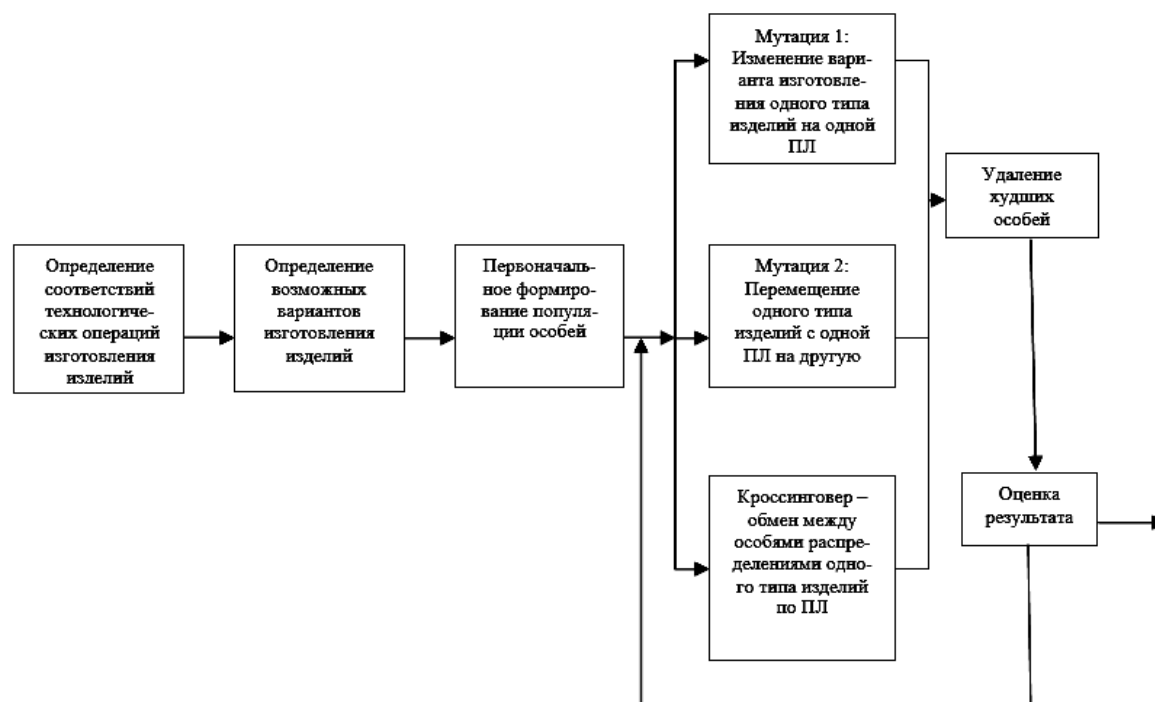 Определение
соответствий
технологиче-
ских операций
изготовления
изделий
Определение
возможных
вариантов
изготовления
изделий
Первоначаль-
ное формиро-
вание популя-
ции особей
Мутация 1:
Изменение вари-
анта изготовле-
ния одного типа
изделий на одной
ПЛ
Мутация 2:
Перемещение
одного типа
изделий с одной
ПЛ на другую
Кроссинговер –
обмен между
особями распре-
делениями одно-
го типа изделий
по ПЛ
Удаление
худших
особей
Оценка
результата